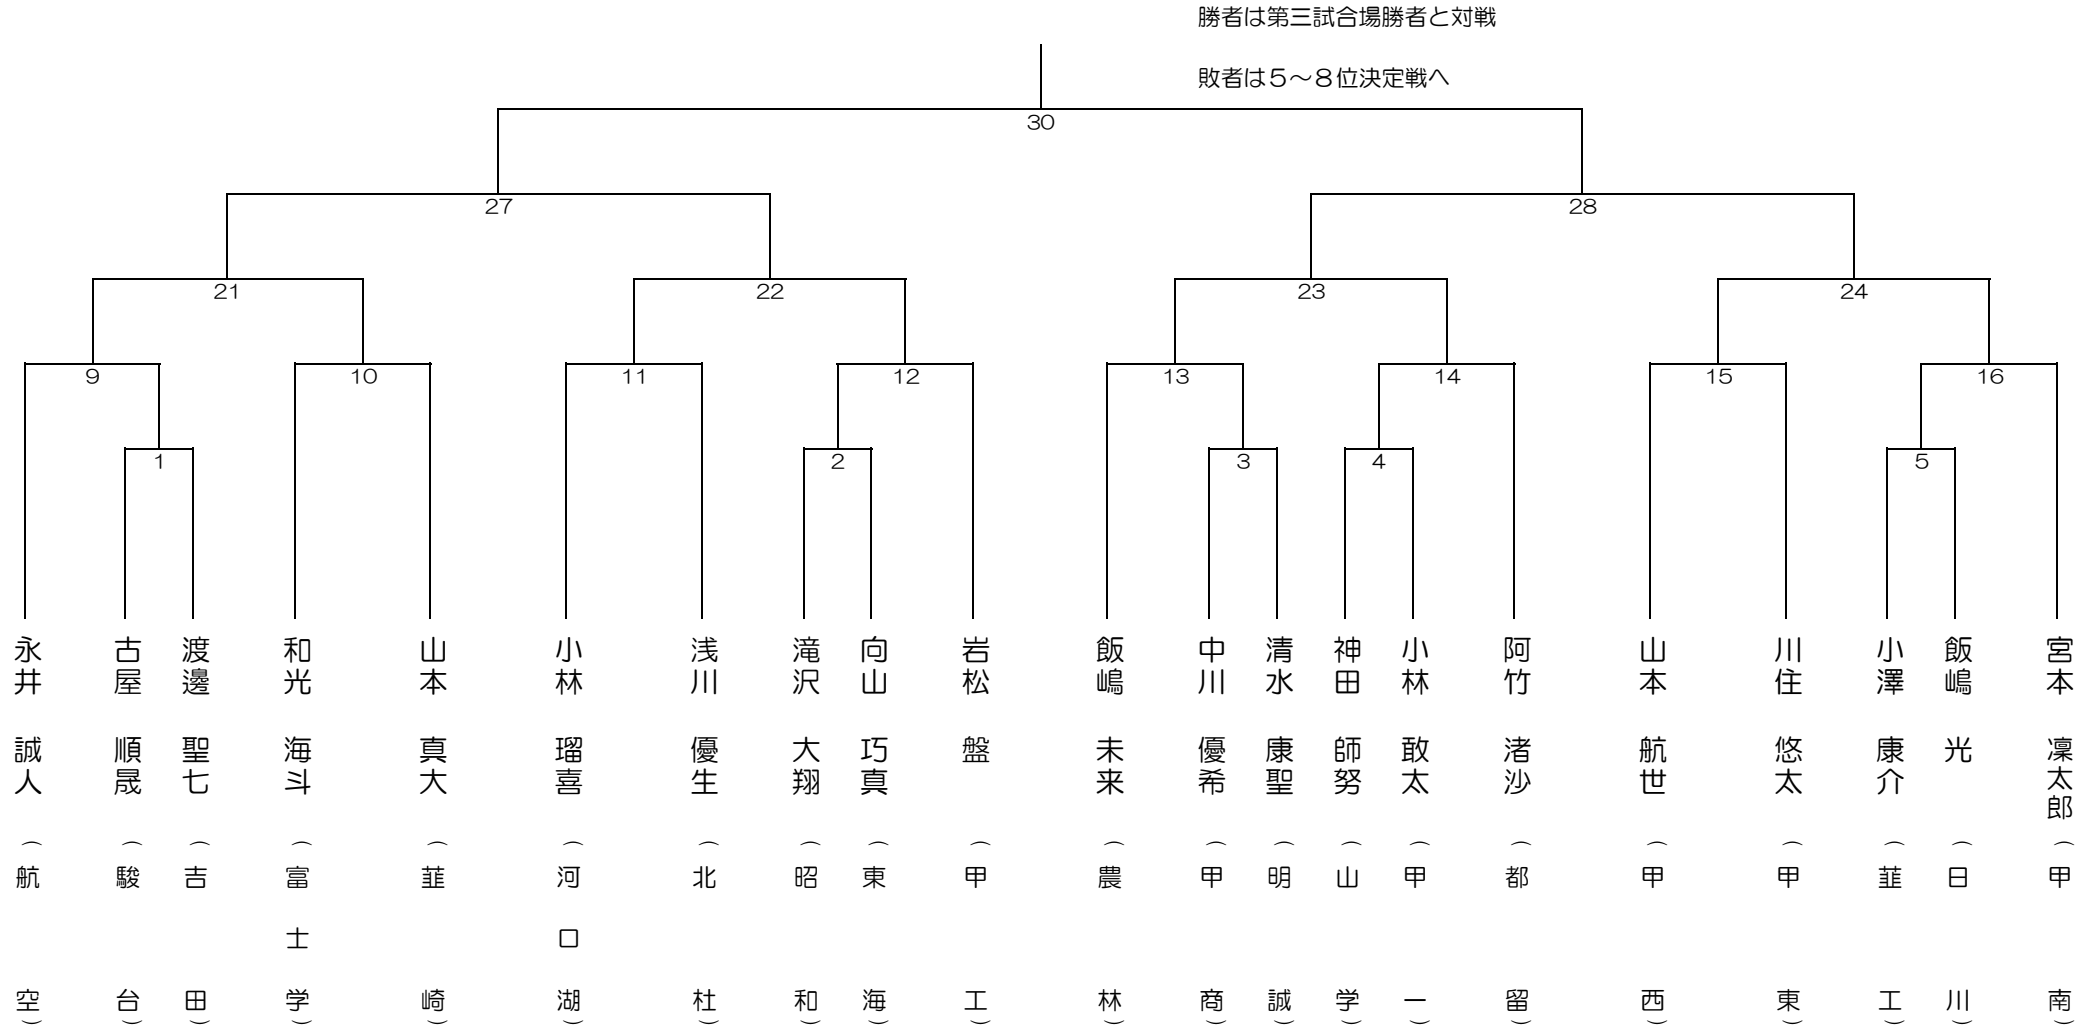 勝者は第三試合場勝者と対戦
敗者は５～８位決定戦へ
30
27
28
21
22
23
24
9
10
11
12
13
14
15
16
1
2
3
4
5
永井 誠人（航空）
古屋 順晟（駿台）
渡邊 聖七（吉田）
和光 海斗（富士学）
山本 真大（韮崎）
小林 瑠喜（河口湖）
浅川 優生（北杜）
滝沢 大翔（昭和）
向山 巧真（東海）
岩松 盤（甲工）
飯嶋 未来（農林）
中川 優希（甲商）
清水 康聖（明誠）
神田 師努（山学）
小林 敢太（甲一）
阿竹 渚沙（都留）
山本 航世（甲西）
川住 悠太（甲東）
小澤 康介（韮工）
飯嶋 光（日川）
宮本 凜太郎（甲南）